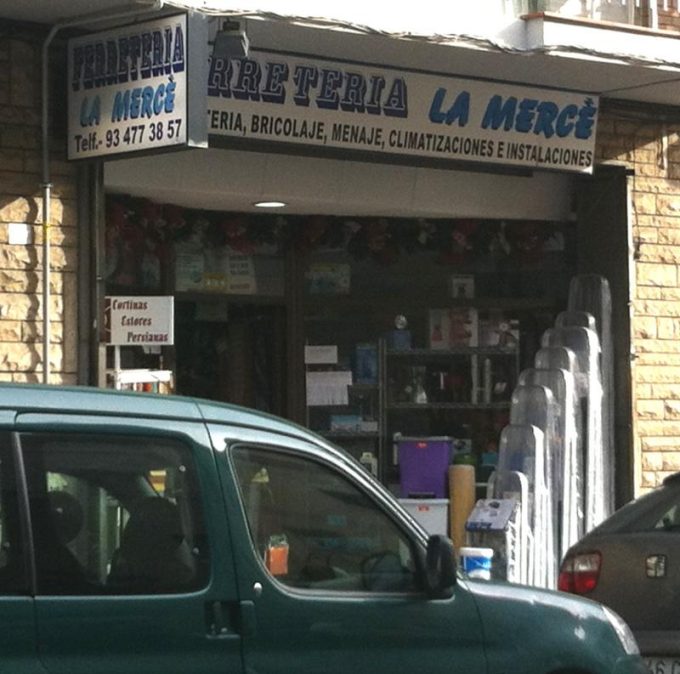 FERRETERIA
LA MERCÈ
Telf.- 93 477 38 57
RRETERIA LA MERCÈ
TERIA, BRICOLAJE, MENAJE, CLIMATIZACIONES E INSTALACIONES
Cortinas
Estores
Persianas